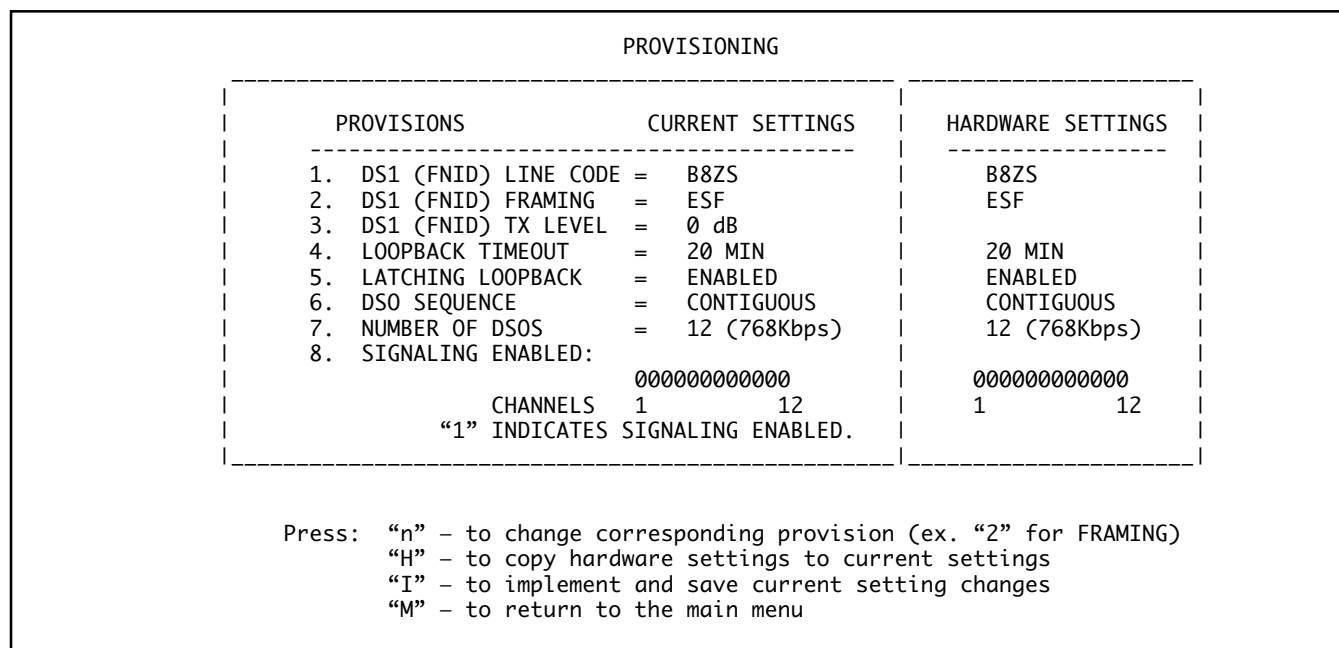 PROVISIONING
PROVISIONS CURRENT SETTINGS HARDWARE SETTINGS
1. DS1 (FNID) LINE CODE = B8ZS B8ZS
2. DS1 (FNID) FRAMING = ESF ESF
3. DS1 (FNID) TX LEVEL = 0 dB
4. LOOPBACK TIMEOUT = 20 MIN 20 MIN
5. LATCHING LOOPBACK = ENABLED ENABLED
6. DSO SEQUENCE = CONTIGUOUS CONTIGUOUS
7. NUMBER OF DSOS = 12 (768Kbps) 12 (768Kbps)
8. SIGNALING ENABLED:
000000000000 000000000000
CHANNELS 1 12 1 12
“1” INDICATES SIGNALING ENABLED.
Press: “n” – to change corresponding provision (ex. “2” for FRAMING)
“H” – to copy hardware settings to current settings
“I” – to implement and save current setting changes
“M” – to return to the main menu